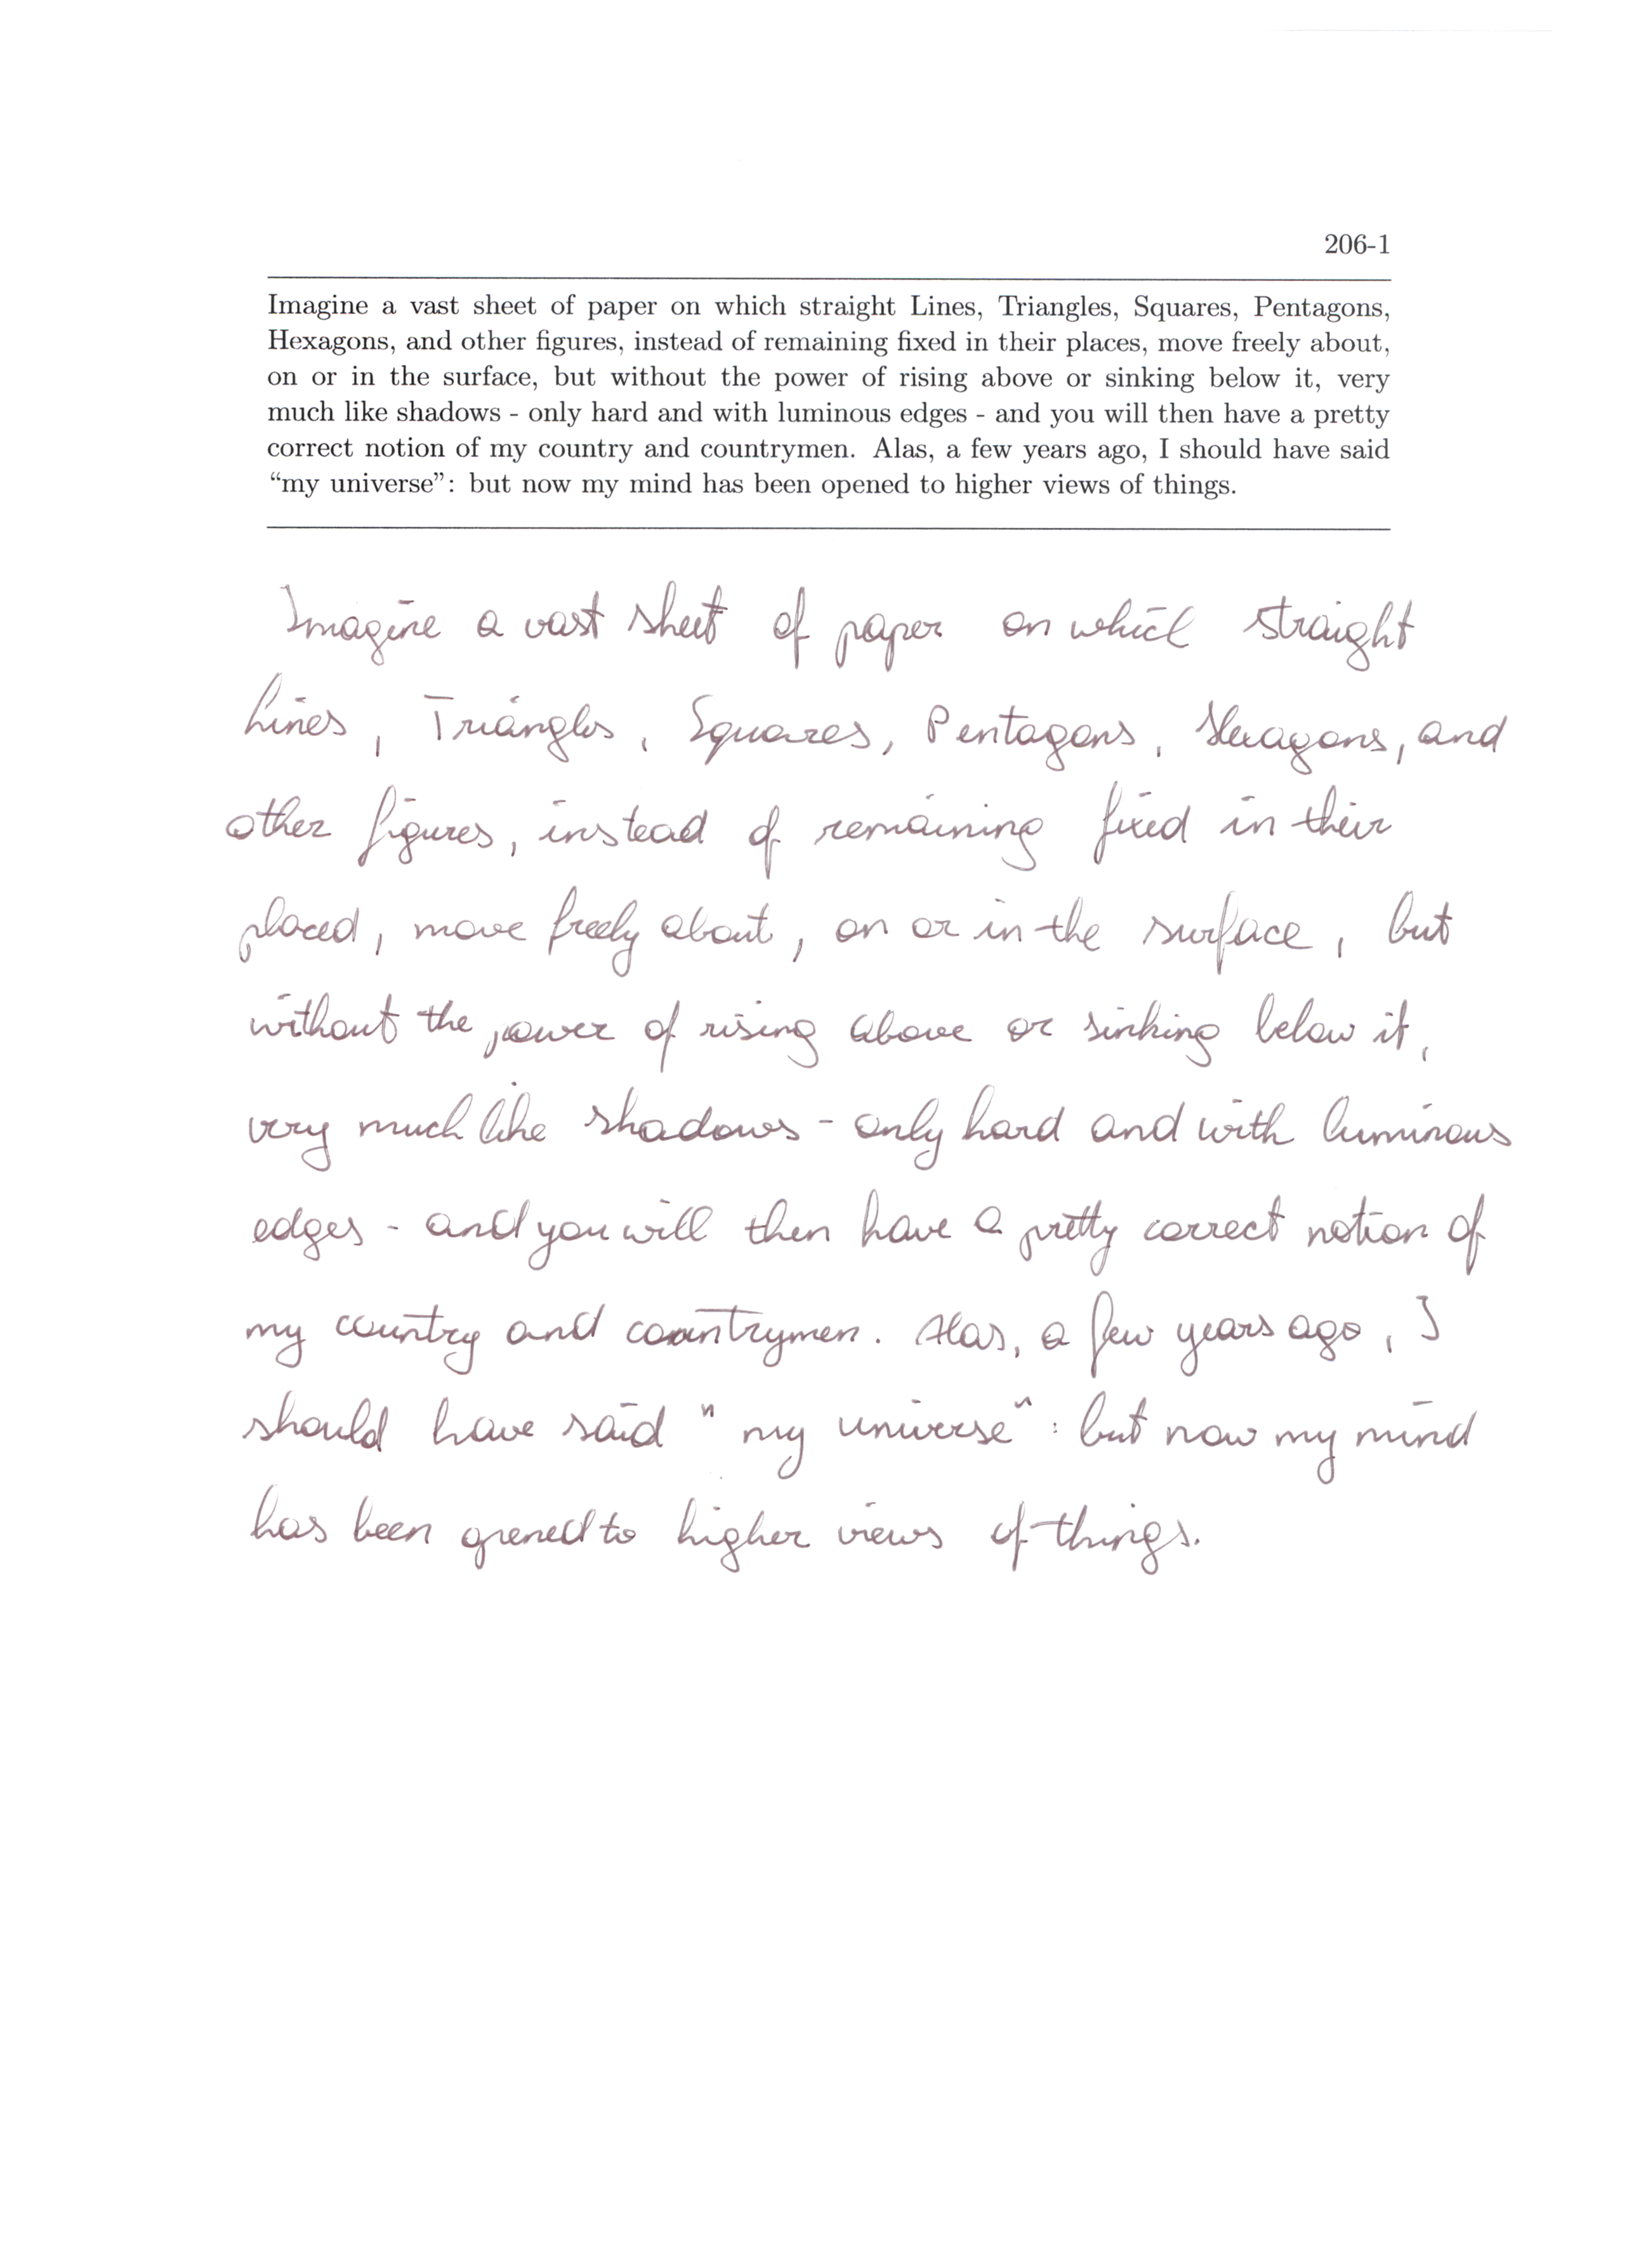 206-1
Imagine a vast sheet of paper on which straight Lines, Triangles, Squares, Pentagons,
Hexagons, and other figures, instead of remaining fixed in their places, move freely about,
on or in the surface, but without the power of rising above or sinking below it, very
much like shadows - only hard and with luminous edges - and you will then have a pretty
correct notion of my country and countrymen. Alas, a few years ago, I should have said
“my universe”: but now my mind has been opened to higher views of things.
Imagine a vast sheet of paper on which straight
Lines, Triangles, Squares, Pentagons, Hexagons, and
other figures, instead of remaining fixed in their
placed, move freely about, on or in the surface, but
without the power of rising above or sinking below it,
very much like shadows - only hard and with luminous
edges - and you will then have a pretty correct notion of
my country and countrymen. Alas, a few years ago, I
should have said "my universe": but now my mind
has been opened to higher views of things.